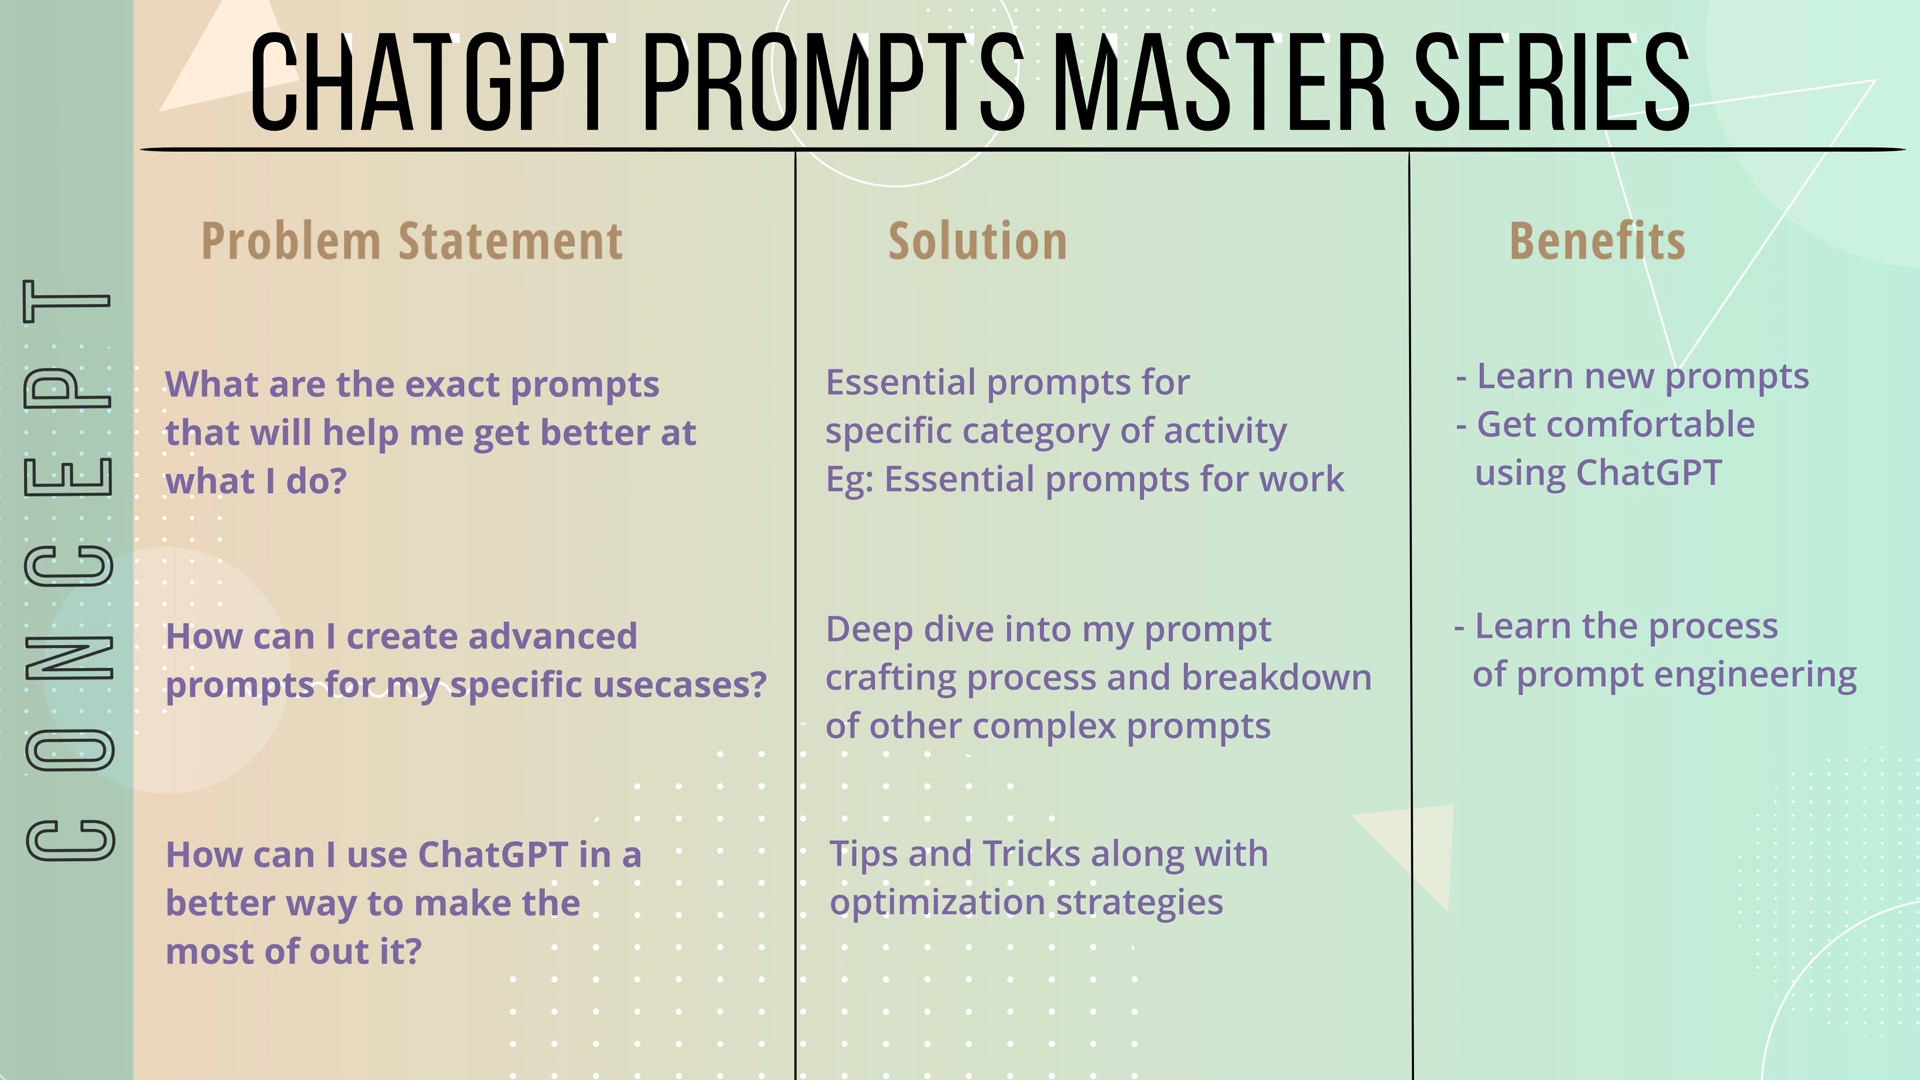 CHATGPT PROMPTS MASTER SERIES
CONCEPT
Problem Statement
What are the exact prompts
that will help me get better at
what I do?
How can I create advanced
prompts for my specific usecases?
How can I use ChatGPT in a
better way to make the
most of out it?
Solution
Essential prompts for
specific category of activity
Eg: Essential prompts for work
Deep dive into my prompt
crafting process and breakdown
of other complex prompts
Tips and Tricks along with
optimization strategies
Benefits
- Learn new prompts
- Get comfortable
using ChatGPT
- Learn the process
of prompt engineering